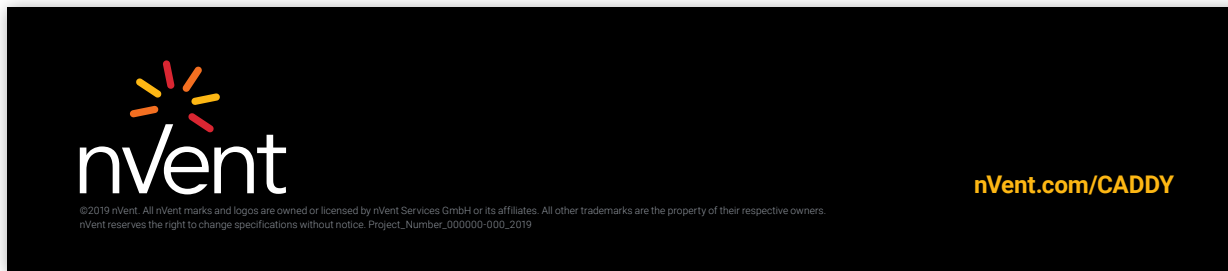 nVent
©2019 nVent. All nVent marks and logos are owned or licensed by nVent Services GmbH or its affiliates. All other trademarks are the property of their respective owners.
nVent reserves the right to change specifications without notice. Project_Number_000000-000_2019
nVent.com/CADDY